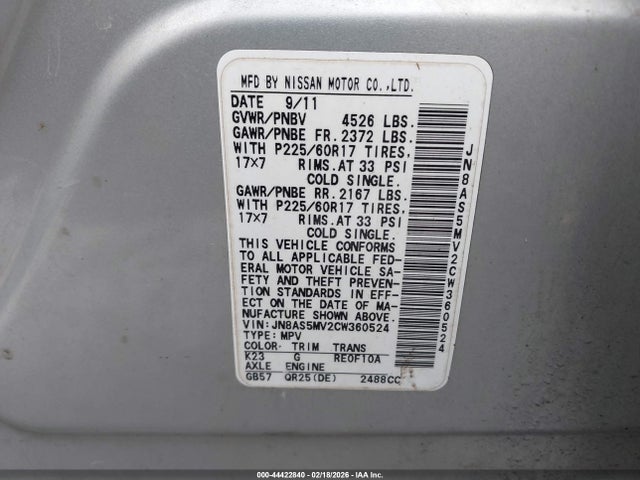 MFD BY NISSAN MOTOR CO.,LTD.
DATE 9/11
GVWR/PNBV 4526 LBS.
GAWR/PNBE FR. 2372 LBS.
WITH P225/60R17 TIRES,
17×7 RIMS.AT 33 PSI
COLD SINGLE.
GAWR/PNBE RR. 2167 LBS.
WITH P225/60R17 TIRES,
17×7 RIMS.AT 33 PSI
COLD SINGLE.
THIS VEHICLE CONFORMS
TO ALL APPLICABLE FED-
ERAL MOTOR VEHICLE SA-
FETY AND THEFT PREVEN-
TION STANDARDS IN EFF-
ECT ON THE DATE OF MA-
NUFACTURE SHOWN ABOVE.
VIN: JN8AS5MV2CW360524
TYPE: MPV
COLOR TRIM TRANS
K23 G RE0F10A
AXLE ENGINE
GB57 QR25(DE) 2488CC
JN8AS5MV2CW360524
000-44422840 - 02/18/2026 - IAA Inc.